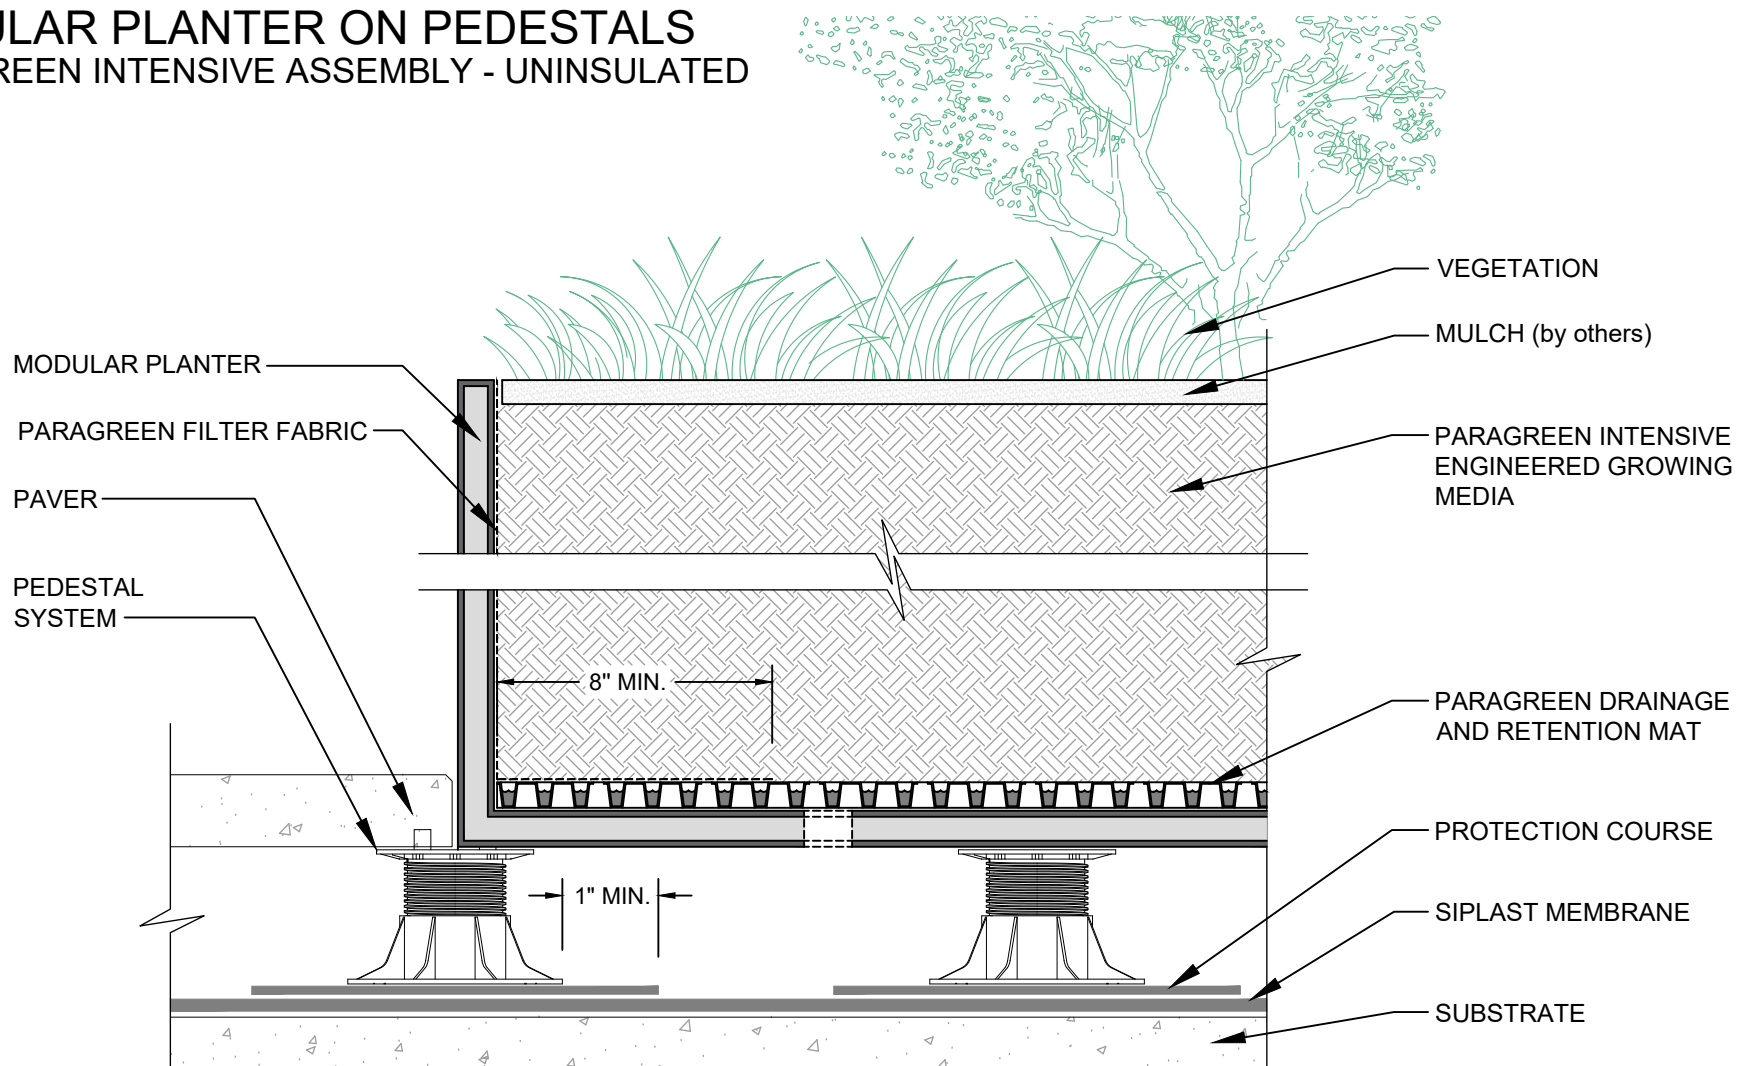 ULAR PLANTER ON PEDESTALS
REEN INTENSIVE ASSEMBLY - UNINSULATED
VEGETATION
MULCH (by others)
MODULAR PLANTER
PARAGREEN FILTER FABRIC
PARAGREEN INTENSIVE
ENGINEERED GROWING
MEDIA
PAVER
PEDESTAL
SYSTEM
8" MIN.
PARAGREEN DRAINAGE
AND RETENTION MAT
PROTECTION COURSE
1" MIN.
SIPLAST MEMBRANE
SUBSTRATE